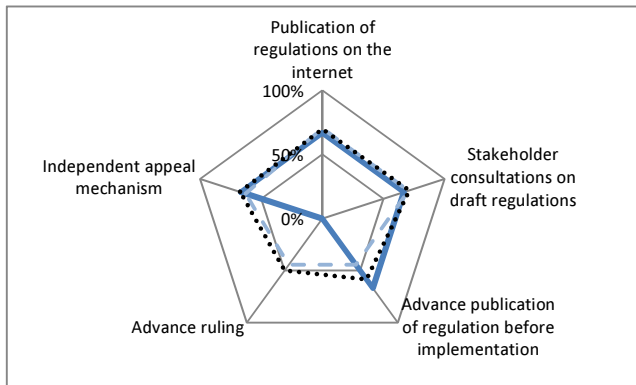 Publication of
regulations on the
internet
100%
50%
0%
Independent appeal
mechanism
Stakeholder
consultations on
draft regulations
Advance ruling
Advance publication
of regulation before
implementation